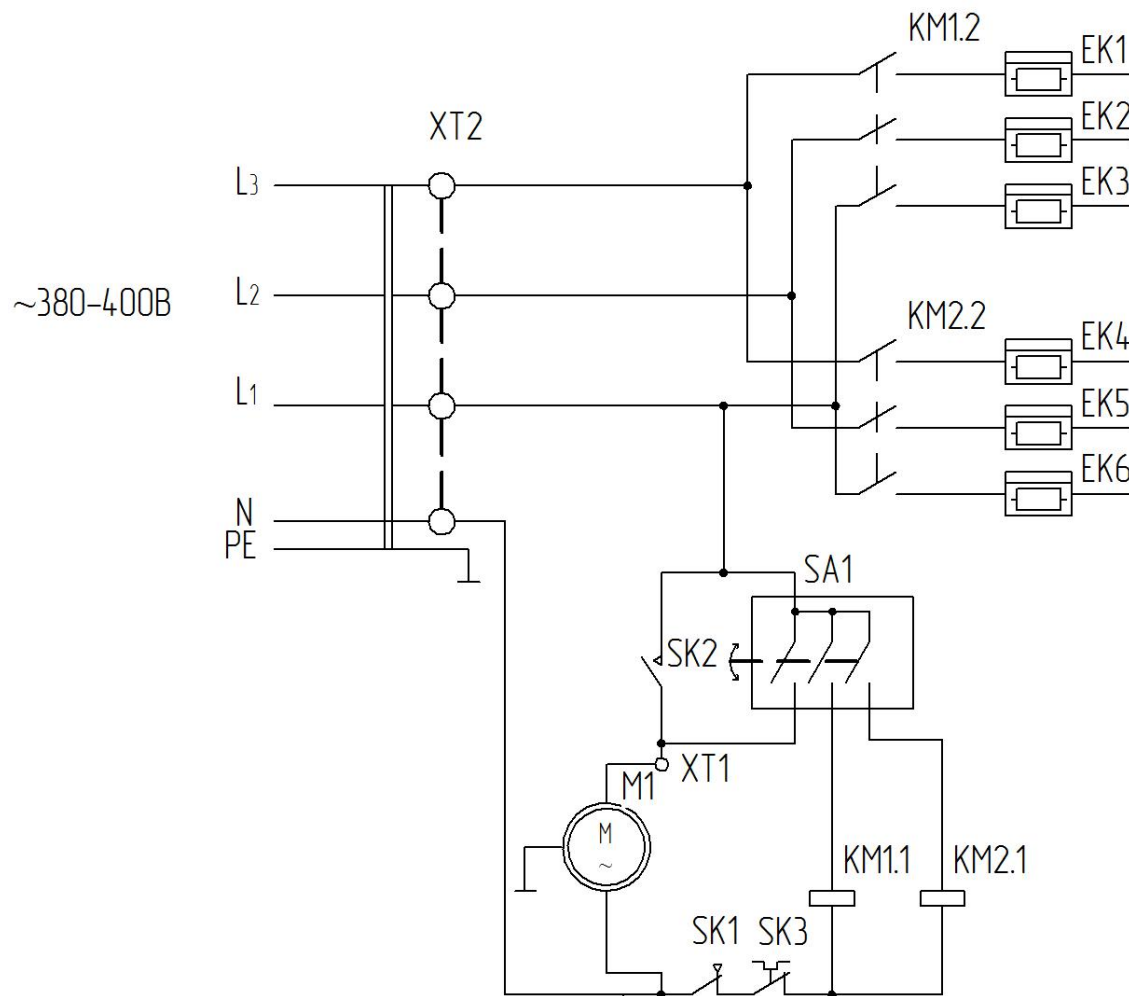 KM1.2
EK1
XT2
EK2
L3
EK3
~380-400В
L2
KM2.2
EK4
L1
EK5
EK6
N
PE
SA1
SK2
XT1
M1
M
~
KM1.1
KM2.1
SK1
SK3